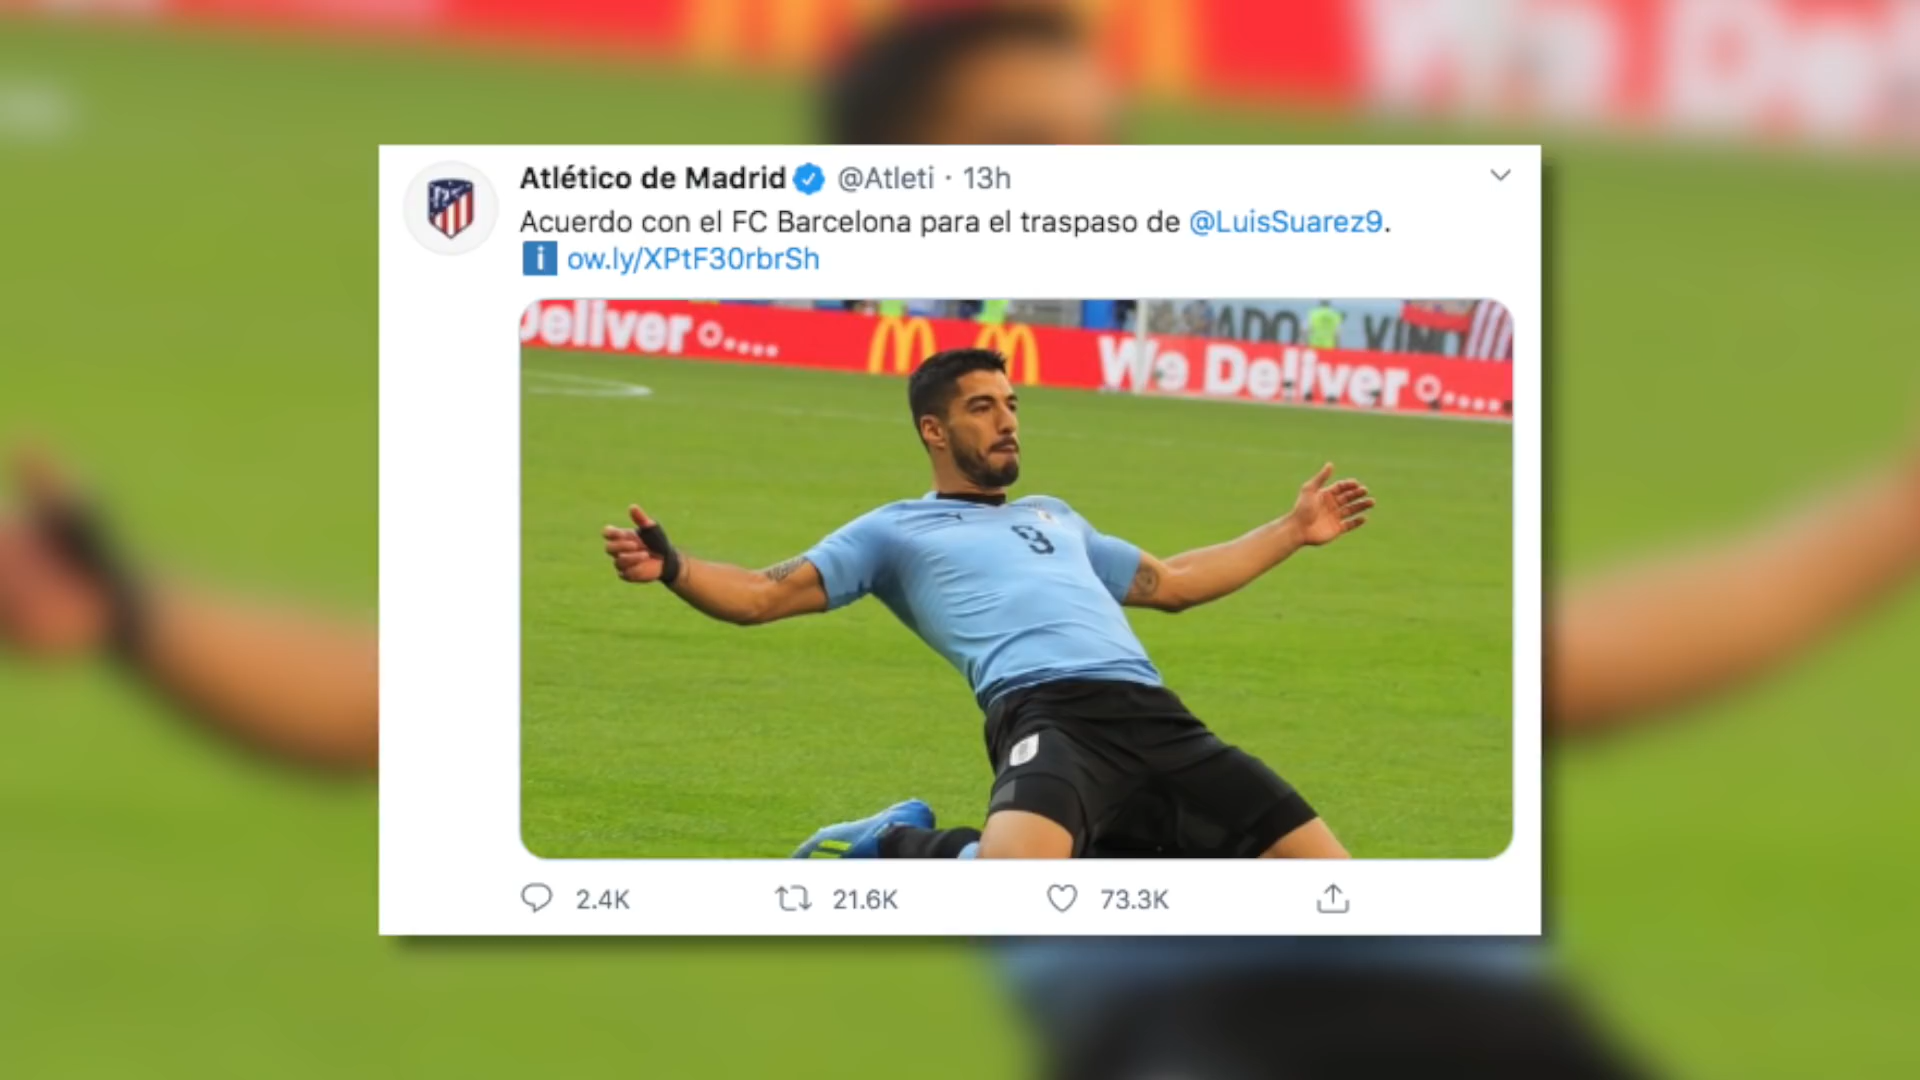 Atlético de Madrid @Atleti · 13h
Acuerdo con el FC Barcelona para el traspaso de @LuisSuarez9.
ow.ly/XPtF30rbrSh
Deliver
We Deliver
9
2.4K 21.6K 73.3K